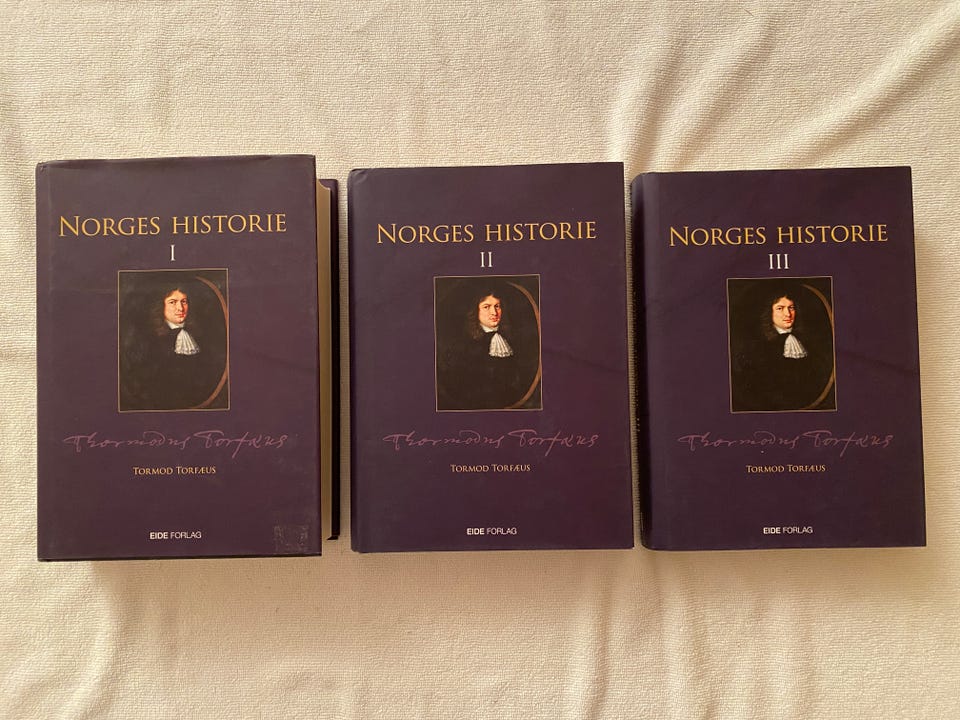 NORGES HISTORIE
I
Thormodus Torfæus
TORMOD TORFÆUS
EIDE FORLAG
NORGES HISTORIE
II
Thormodus Torfæus
TORMOD TORFÆUS
EIDE FORLAG
NORGES HISTORIE
III
Thormodus Torfæus
TORMOD TORFÆUS
EIDE FORLAG